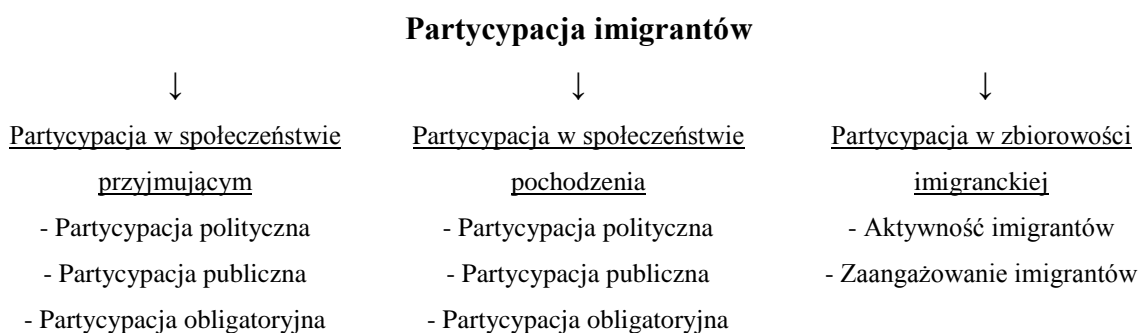 Partycypacja imigrantów
↓
↓
↓
Partycypacja w społeczeństwie
przyjmującym
- Partycypacja polityczna
- Partycypacja publiczna
- Partycypacja obligatoryjna
Partycypacja w społeczeństwie
pochodzenia
- Partycypacja polityczna
- Partycypacja publiczna
- Partycypacja obligatoryjna
Partycypacja w zbiorowości
imigranckiej
- Aktywność imigrantów
- Zaangażowanie imigrantów